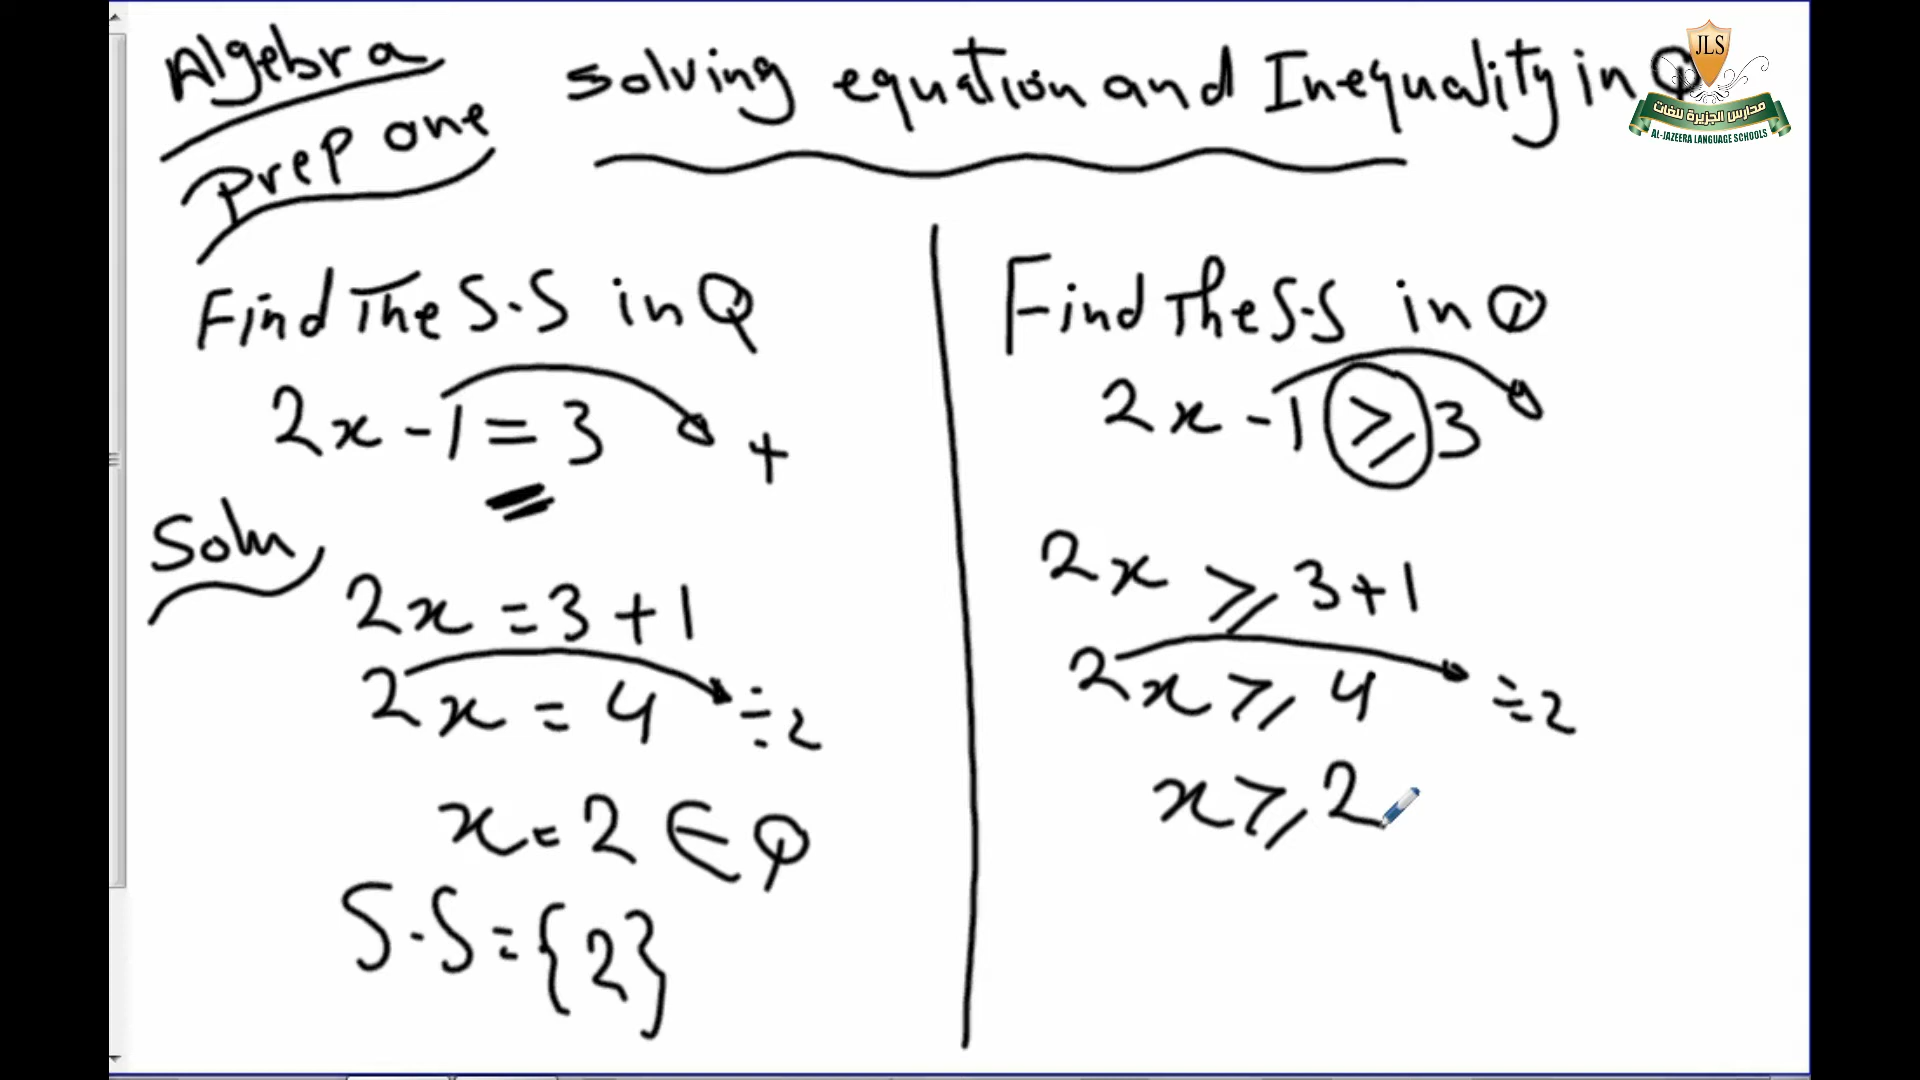 Algebra
Prep one
solving equation and Inequality in Q
JLS
مدارس الجزيرة للغات
AL-JAZEERA LANGUAGE SCHOOLS
Find The S.S in Q
2x - 1 = 3
+
Soln
2x = 3 + 1
2x = 4 ÷2
x = 2 ∈ Q
S.S = {2}
Find The S.S in Q
2x - 1 ≥ 3
2x ≥ 3 + 1
2x ≥ 4 ÷2
x ≥ 2